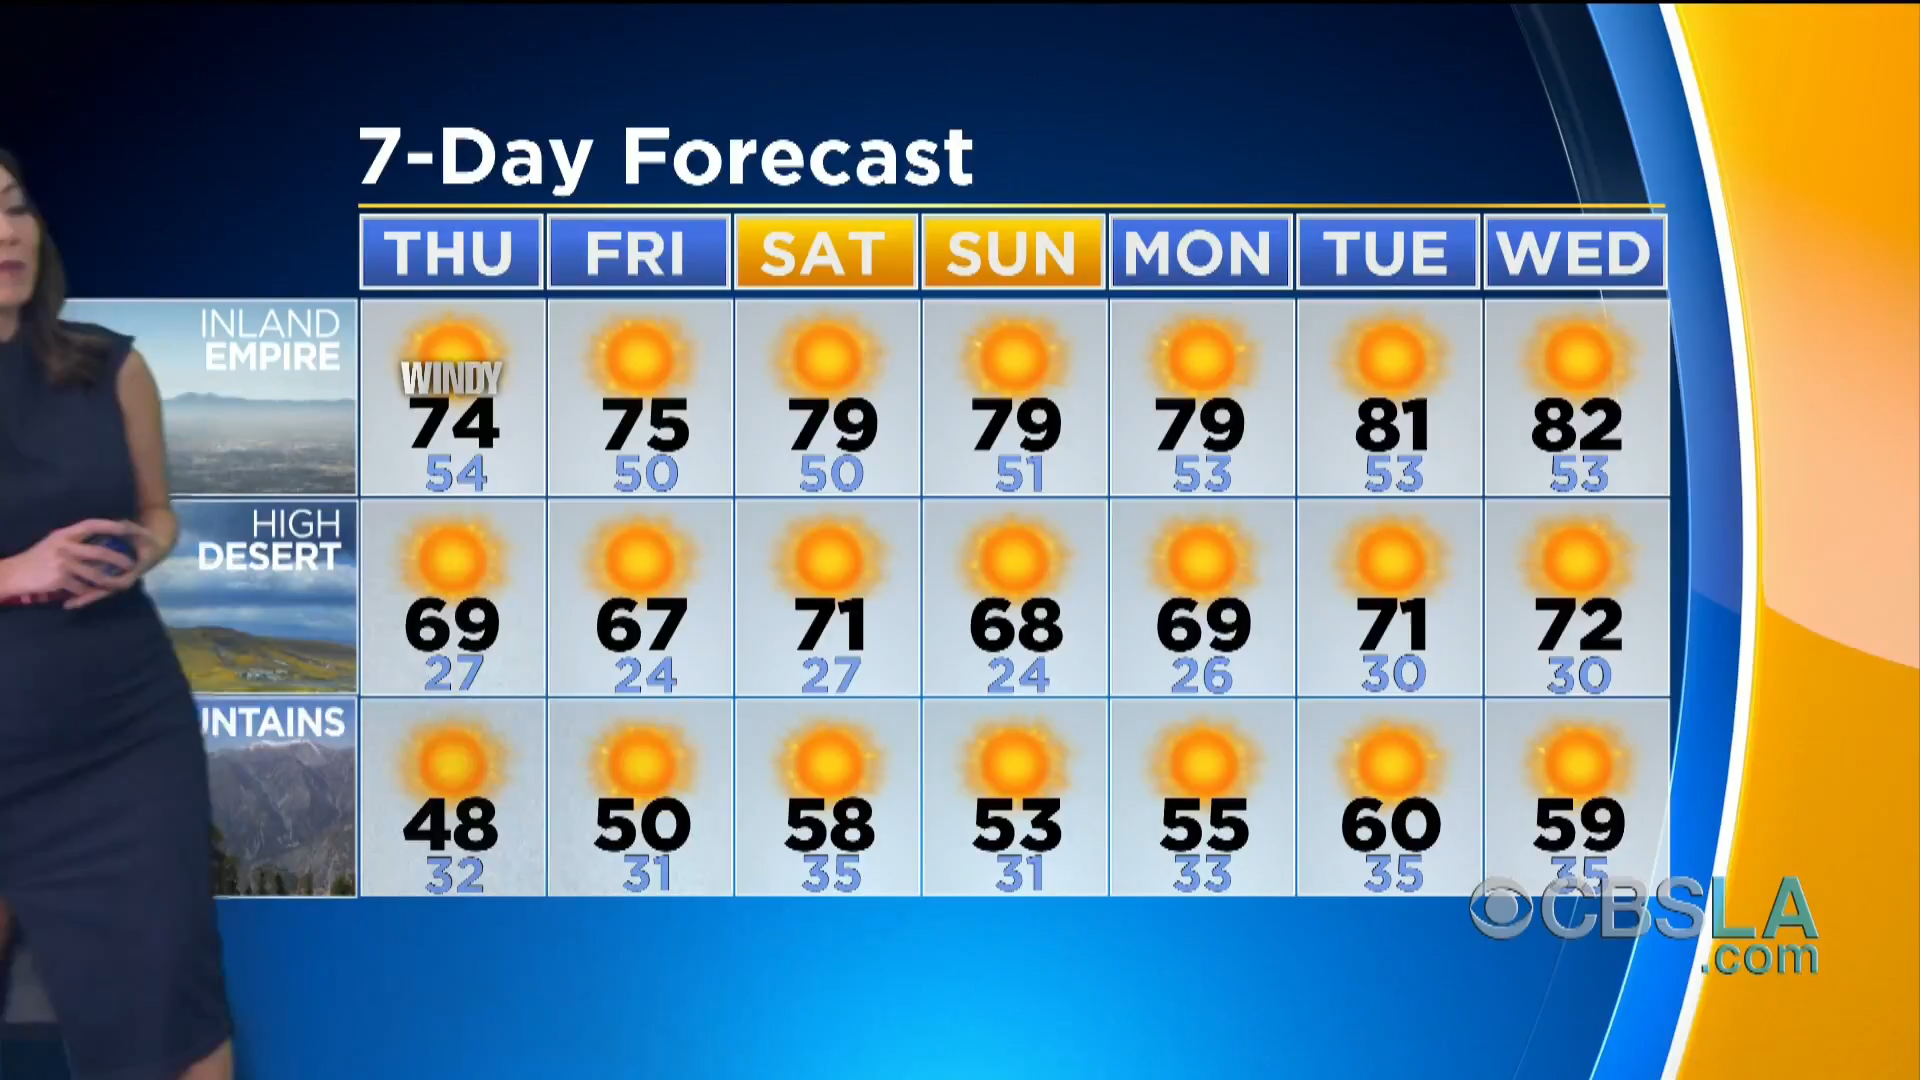 7-Day Forecast
THU FRI SAT SUN MON TUE WED
INLAND
EMPIRE
WINDY
74 75 79 79 79 81 82
54 50 50 51 53 53 53
HIGH
DESERT
69 67 71 68 69 71 72
27 24 27 24 26 30 30
UNTAINS
48 50 58 53 55 60 59
32 31 35 31 33 35 35
CBSLA
.com